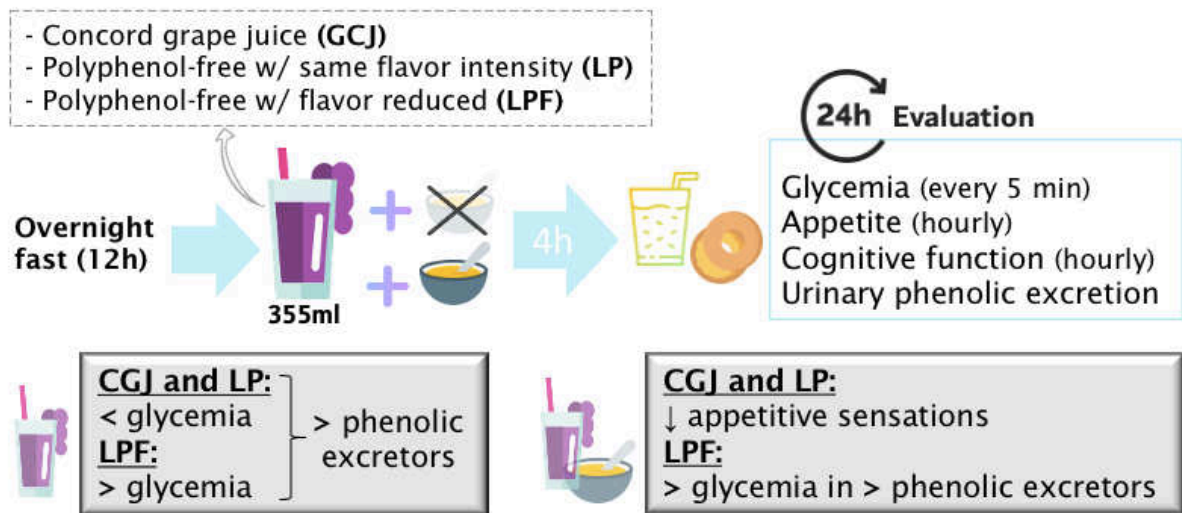 - Concord grape juice (GCJ)
- Polyphenol-free w/ same flavor intensity (LP)
- Polyphenol-free w/ flavor reduced (LPF)
24h Evaluation
Overnight
fast (12h)
355ml
4h
Glycemia (every 5 min)
Appetite (hourly)
Cognitive function (hourly)
Urinary phenolic excretion
CGJ and LP:
< glycemia
LPF:
> glycemia
> phenolic
excretors
CGJ and LP:
↓ appetitive sensations
LPF:
> glycemia in > phenolic excretors